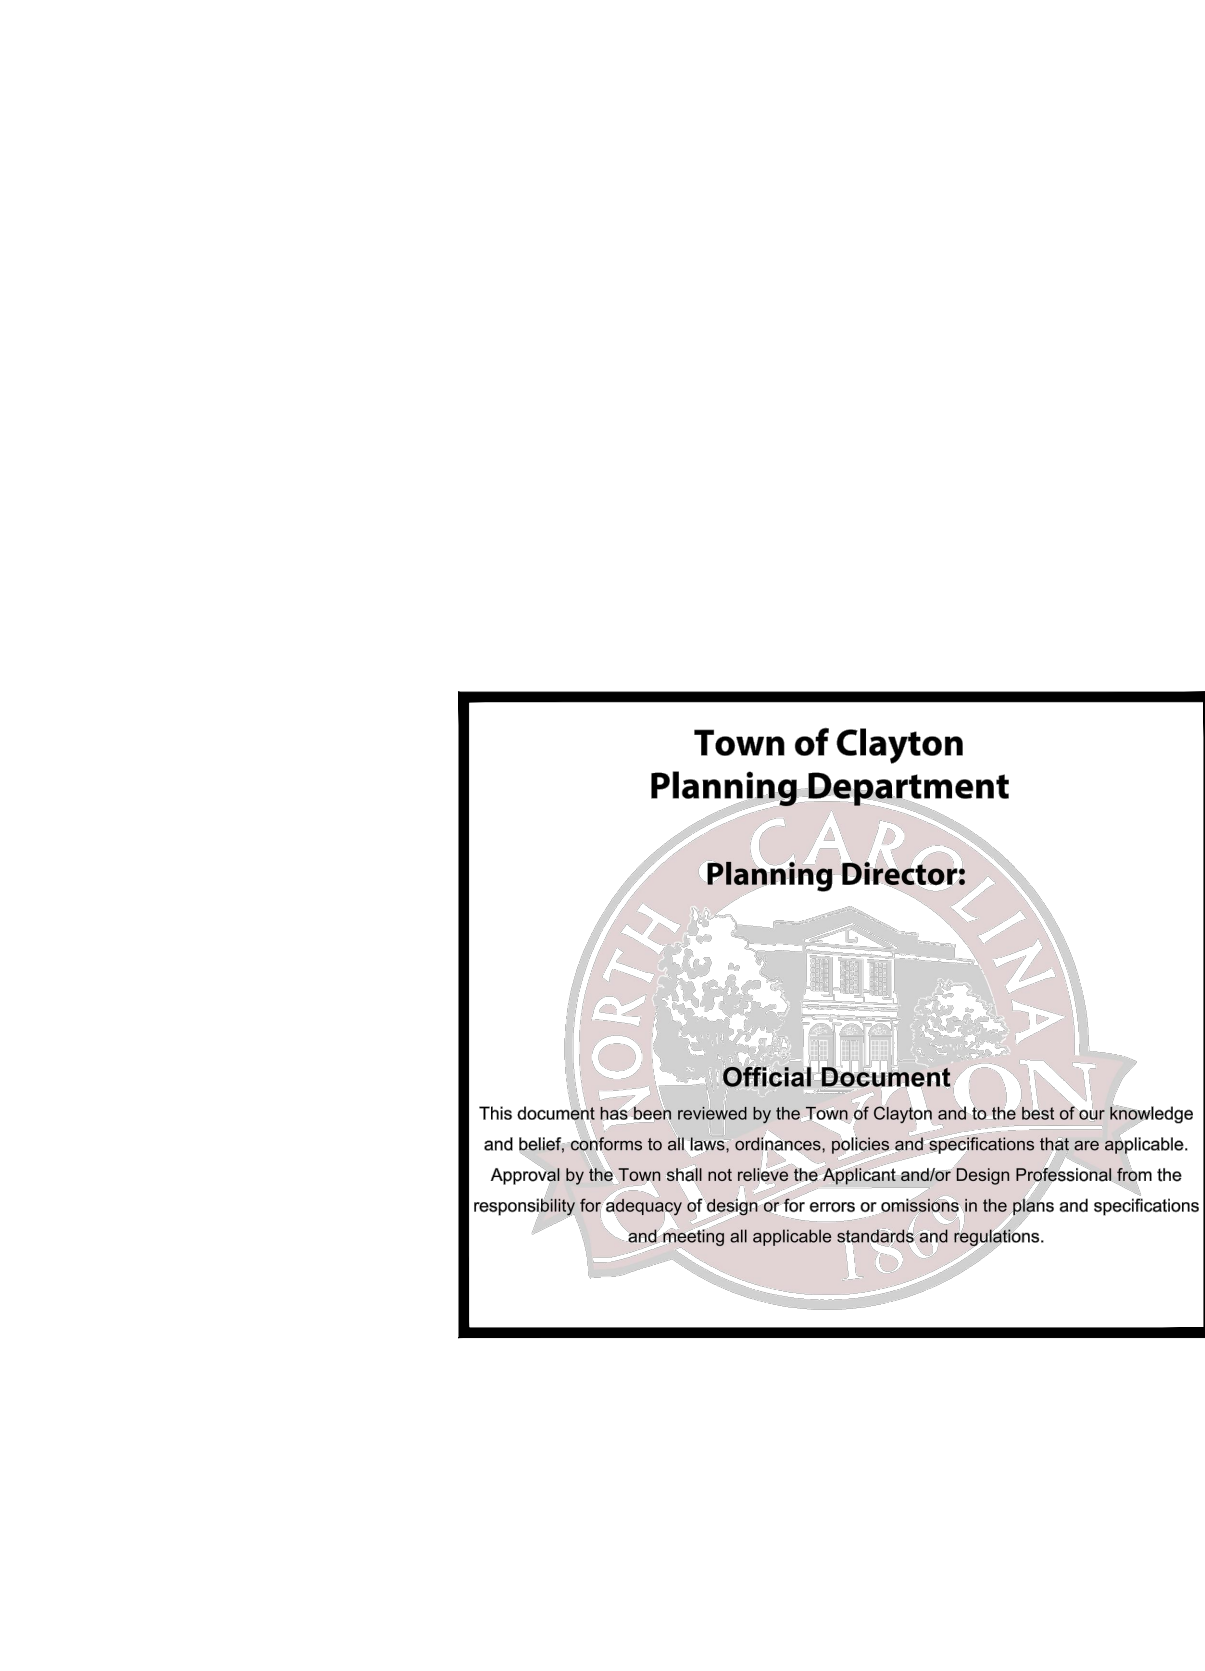 Town of Clayton
Planning Department
Planning Director:
Official Document
This document has been reviewed by the Town of Clayton and to the best of our knowledge
and belief, conforms to all laws, ordinances, policies and specifications that are applicable.
Approval by the Town shall not relieve the Applicant and/or Design Professional from the
responsibility for adequacy of design or for errors or omissions in the plans and specifications
and meeting all applicable standards and regulations.
NORTH CAROLINA
CLAYTON
1869